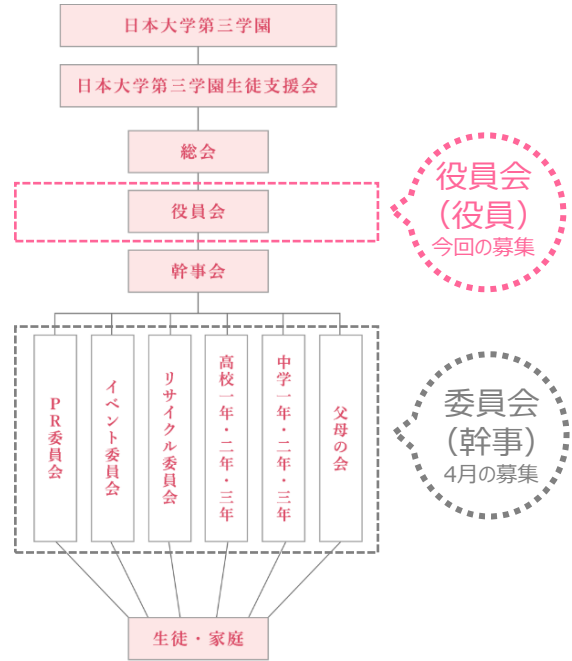 日本大学第三学園
日本大学第三学園生徒支援会
総会
役員会
幹事会
役員会
（役員）
今回の募集
PR委員会
イベント委員会
リサイクル委員会
高校一年・二年・三年
中学一年・二年・三年
父母の会
委員会
（幹事）
4月の募集
生徒・家庭